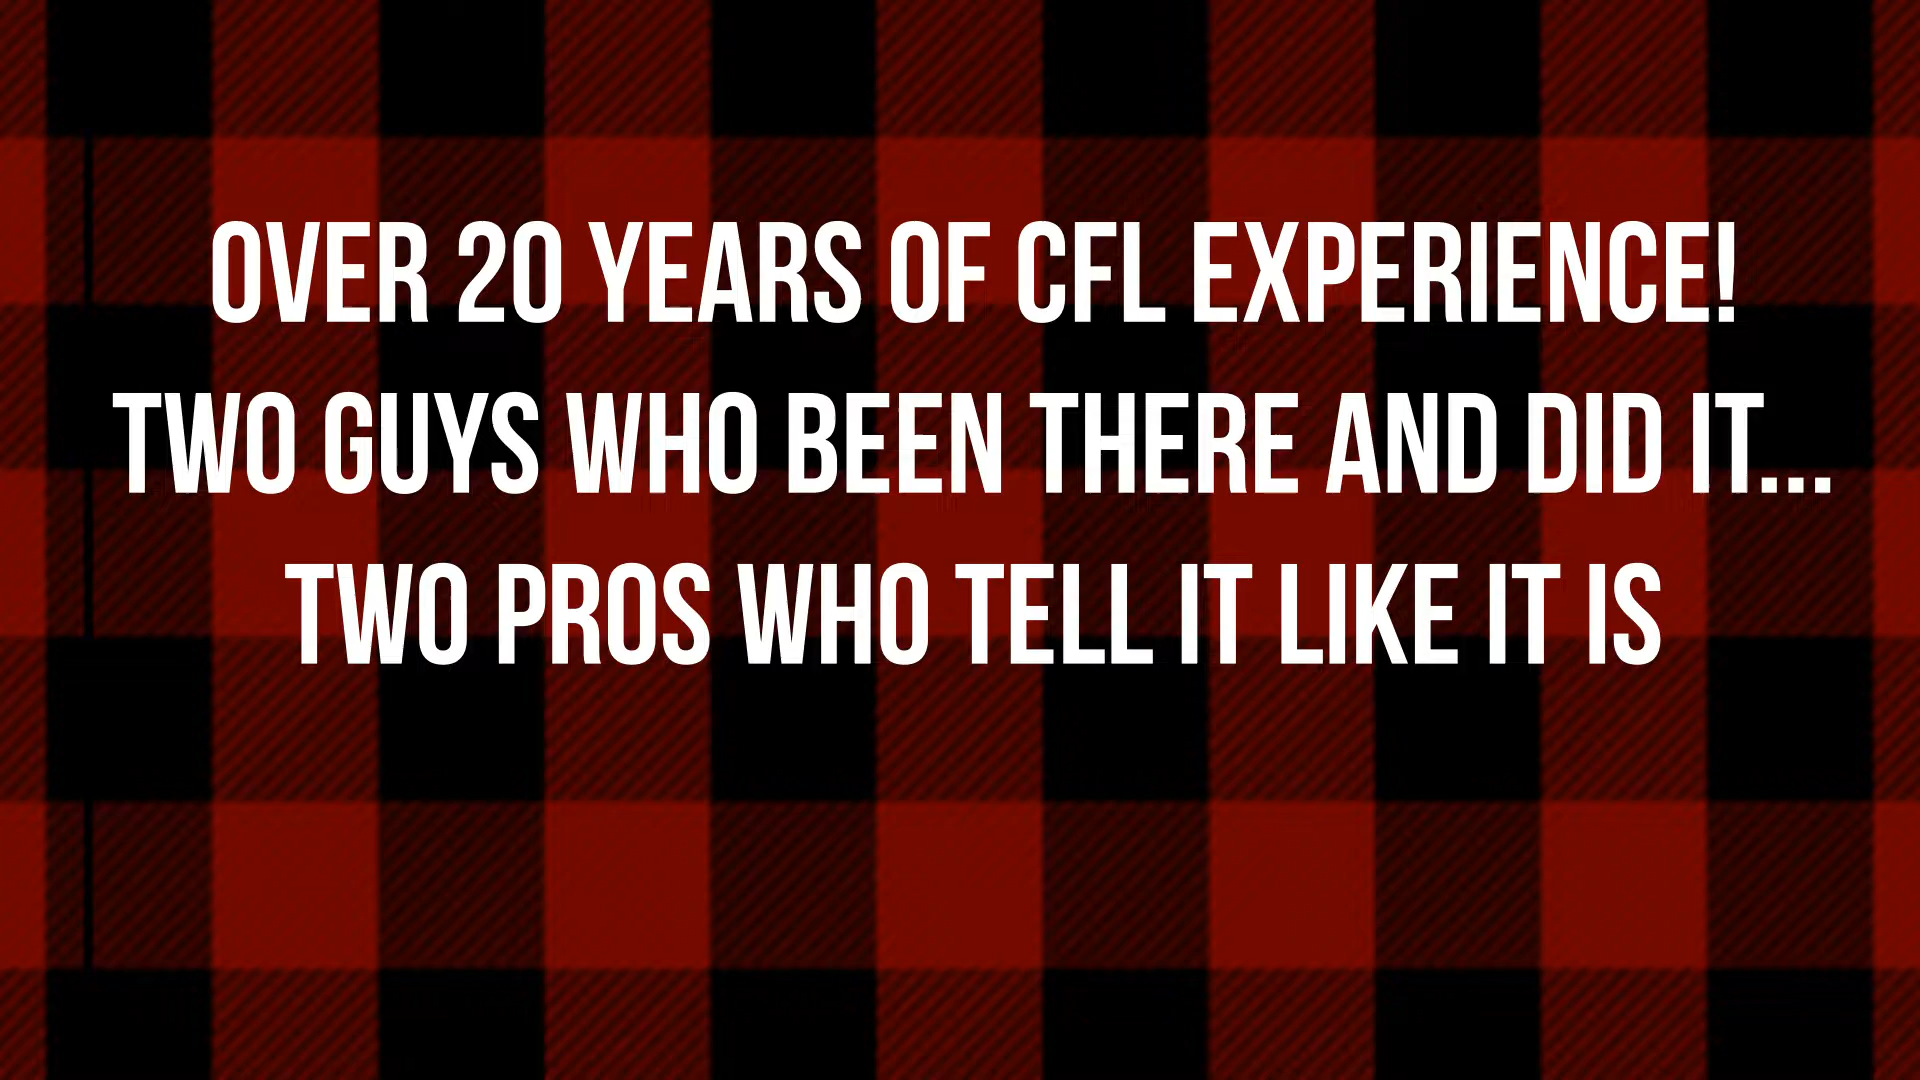 OVER 20 YEARS OF CFL EXPERIENCE!
TWO GUYS WHO BEEN THERE AND DID IT...
TWO PROS WHO TELL IT LIKE IT IS